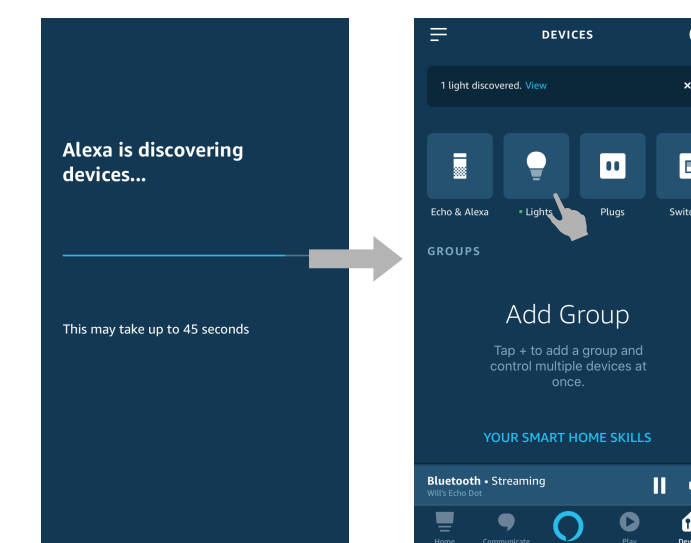 Alexa is discovering
devices...
This may take up to 45 seconds
DEVICES
1 light discovered. View
Echo & Alexa
• Lights
Plugs
GROUPS
Add Group
Tap + to add a group and
control multiple devices at
once.
YOUR SMART HOME SKILLS
Bluetooth • Streaming
Will's Echo Dot
Home
Communicate
Play